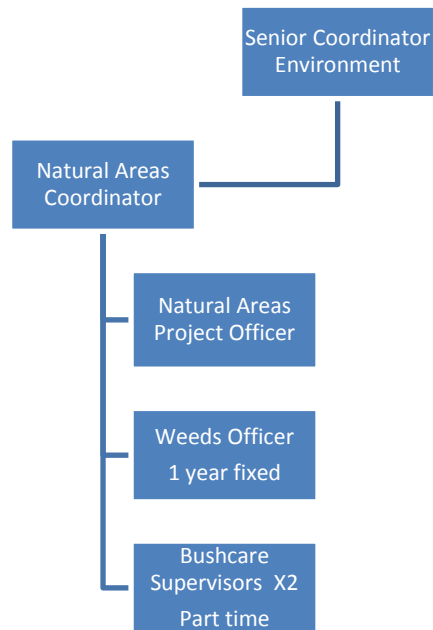 Senior Coordinator
Environment
Natural Areas
Coordinator
Natural Areas
Project Officer
Weeds Officer
1 year fixed
Bushcare
Supervisors X2
Part time